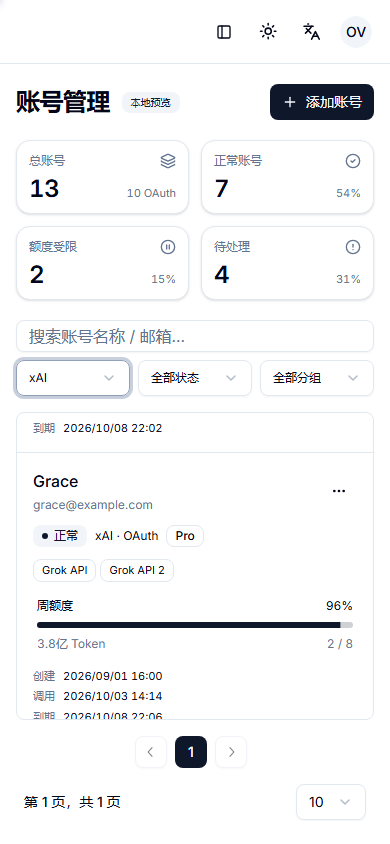 OV
账号管理 本地预览 添加账号
总账号 正常账号
13 10 OAuth 7 54%
额度受限 待处理
2 15% 4 31%
搜索账号名称 / 邮箱...
xAI 全部状态 全部分组
到期 2026/10/08 22:02
Grace
grace@example.com
正常 xAI · OAuth Pro
Grok API Grok API 2
周额度 96%
3.8亿 Token 2 / 8
创建 2026/09/01 16:00
调用 2026/10/03 14:14
到期 2026/10/08 22:06
1
第 1 页，共 1 页 10